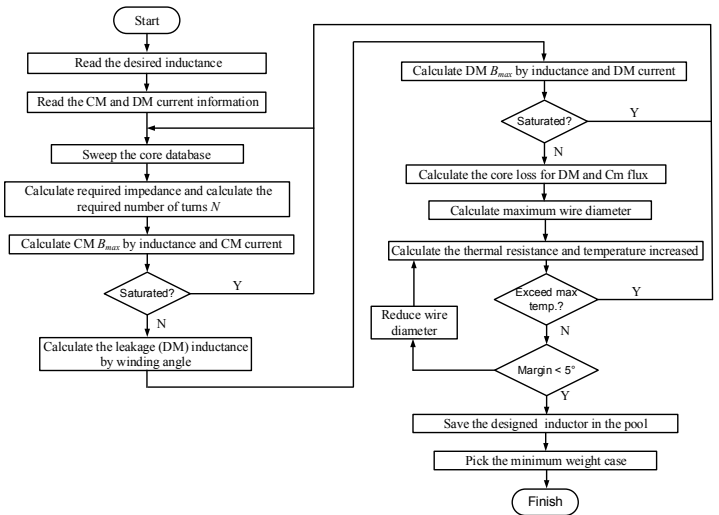 Start
Read the desired inductance
Read the CM and DM current information
Sweep the core database
Calculate required impedance and calculate the
required number of turns N
Calculate CM Bmax by inductance and CM current
Saturated?
Y
N
Calculate the leakage (DM) inductance
by winding angle
Calculate DM Bmax by inductance and DM current
Saturated?
Y
N
Calculate the core loss for DM and Cm flux
Calculate maximum wire diameter
Calculate the thermal resistance and temperature increased
Exceed max
temp.?
Y
Reduce wire
diameter
N
Margin < 5°
Y
Save the designed inductor in the pool
Pick the minimum weight case
Finish